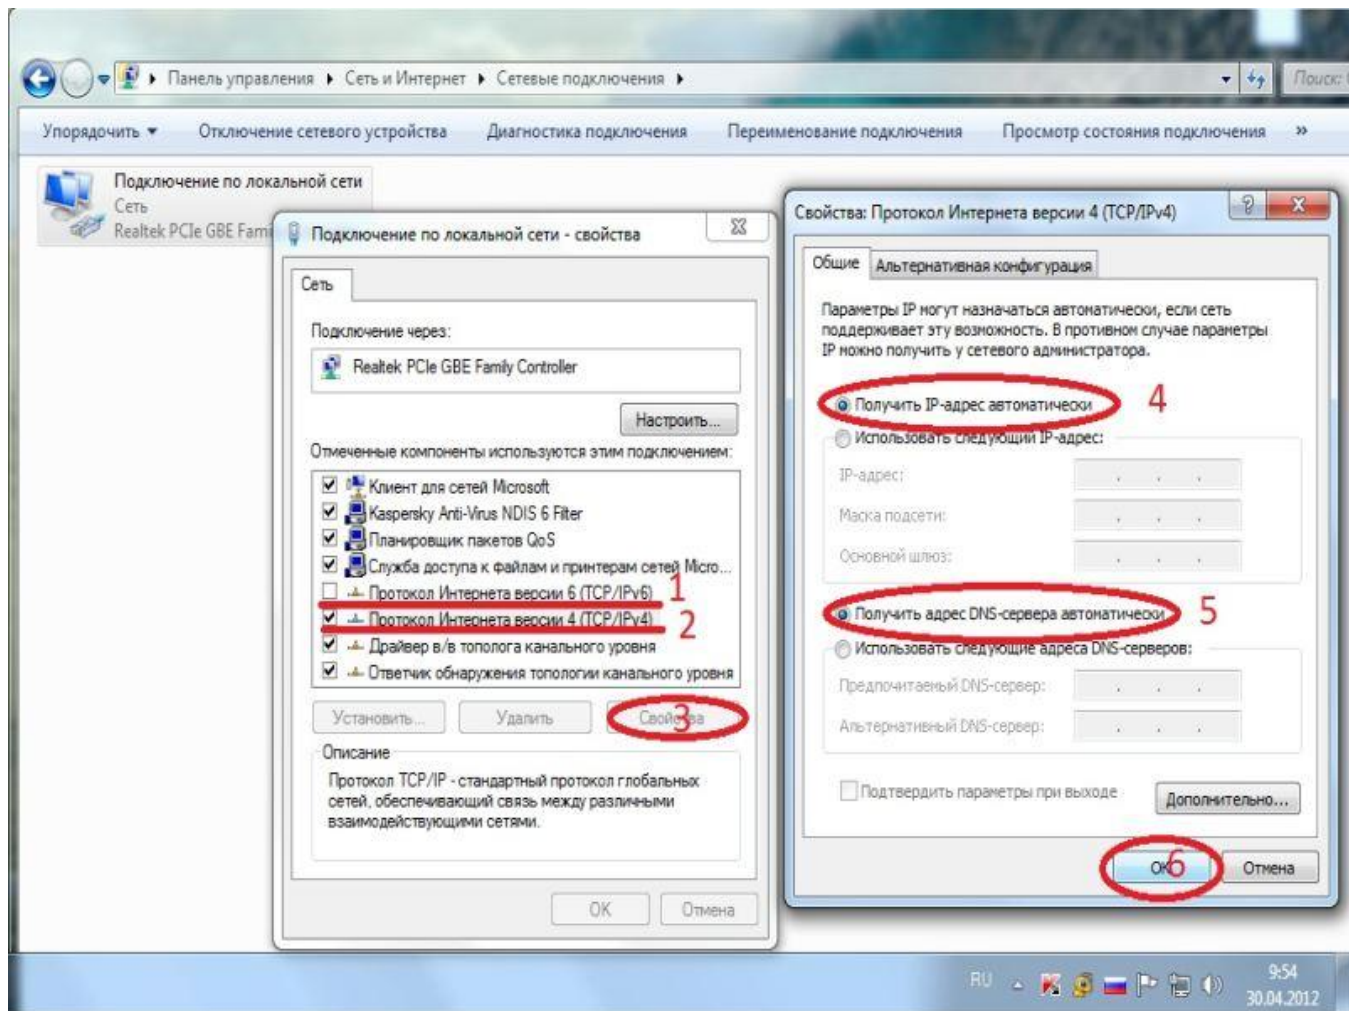 Панель управления ▸ Сеть и Интернет ▸ Сетевые подключения ▸
Поиск:
Упорядочить ▾ Отключение сетевого устройства Диагностика подключения Переименование подключения Просмотр состояния подключения »
Подключение по локальной сети
Сеть
Realtek PCIe GBE Fami
Подключение по локальной сети - свойства
Сеть
Подключение через:
Realtek PCIe GBE Family Controller
Настроить...
Отмеченные компоненты используются этим подключением:
Клиент для сетей Microsoft
Kaspersky Anti-Virus NDIS 6 Filter
Планировщик пакетов QoS
Служба доступа к файлам и принтерам сетей Micro...
Протокол Интернета версии 6 (TCP/IPv6) 1
Протокол Интернета версии 4 (TCP/IPv4) 2
Драйвер в/в тополога канального уровня
Ответчик обнаружения топологии канального уровня
Установить... Удалить Свойства 3
Описание
Протокол TCP/IP - стандартный протокол глобальных
сетей, обеспечивающий связь между различными
взаимодействующими сетями.
OK Отмена
Свойства: Протокол Интернета версии 4 (TCP/IPv4)
Общие Альтернативная конфигурация
Параметры IP могут назначаться автоматически, если сеть
поддерживает эту возможность. В противном случае параметры
IP можно получить у сетевого администратора.
Получить IP-адрес автоматически 4
Использовать следующий IP-адрес:
IP-адрес: . . .
Маска подсети: . . .
Основной шлюз: . . .
Получить адрес DNS-сервера автоматически 5
Использовать следующие адреса DNS-серверов:
Предпочитаемый DNS-сервер: . . .
Альтернативный DNS-сервер: . . .
Подтвердить параметры при выходе
Дополнительно...
OK 6 Отмена
RU
9:54
30.04.2012